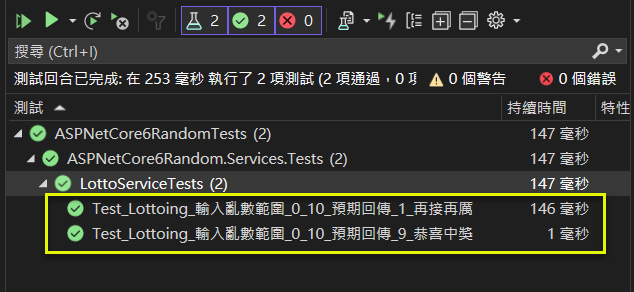 2 2 0
搜尋 (Ctrl+I)
測試回合已完成: 在 253 毫秒 執行了 2 項測試 (2 項通過，0 項 0 個警告 0 個錯誤
測試 持續時間 特性
ASPNetCore6RandomTests (2) 147 毫秒
ASPNetCore6Random.Services.Tests (2) 147 毫秒
LottoServiceTests (2) 147 毫秒
Test_Lottoing_輸入亂數範圍_0_10_預期回傳_1_再接再厲 146 毫秒
Test_Lottoing_輸入亂數範圍_0_10_預期回傳_9_恭喜中獎 1 毫秒